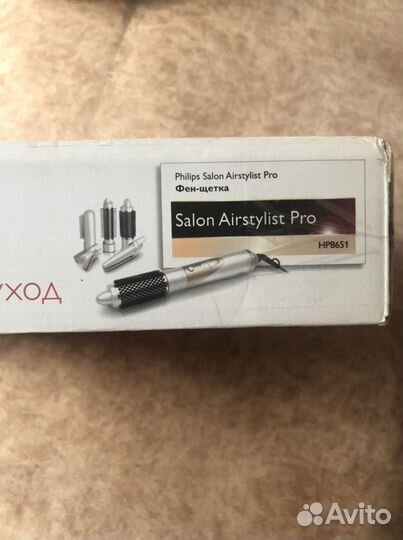 Philips Salon Airstylist Pro
Фен-щетка
Salon Airstylist Pro
HP8651
УХОД
Avito